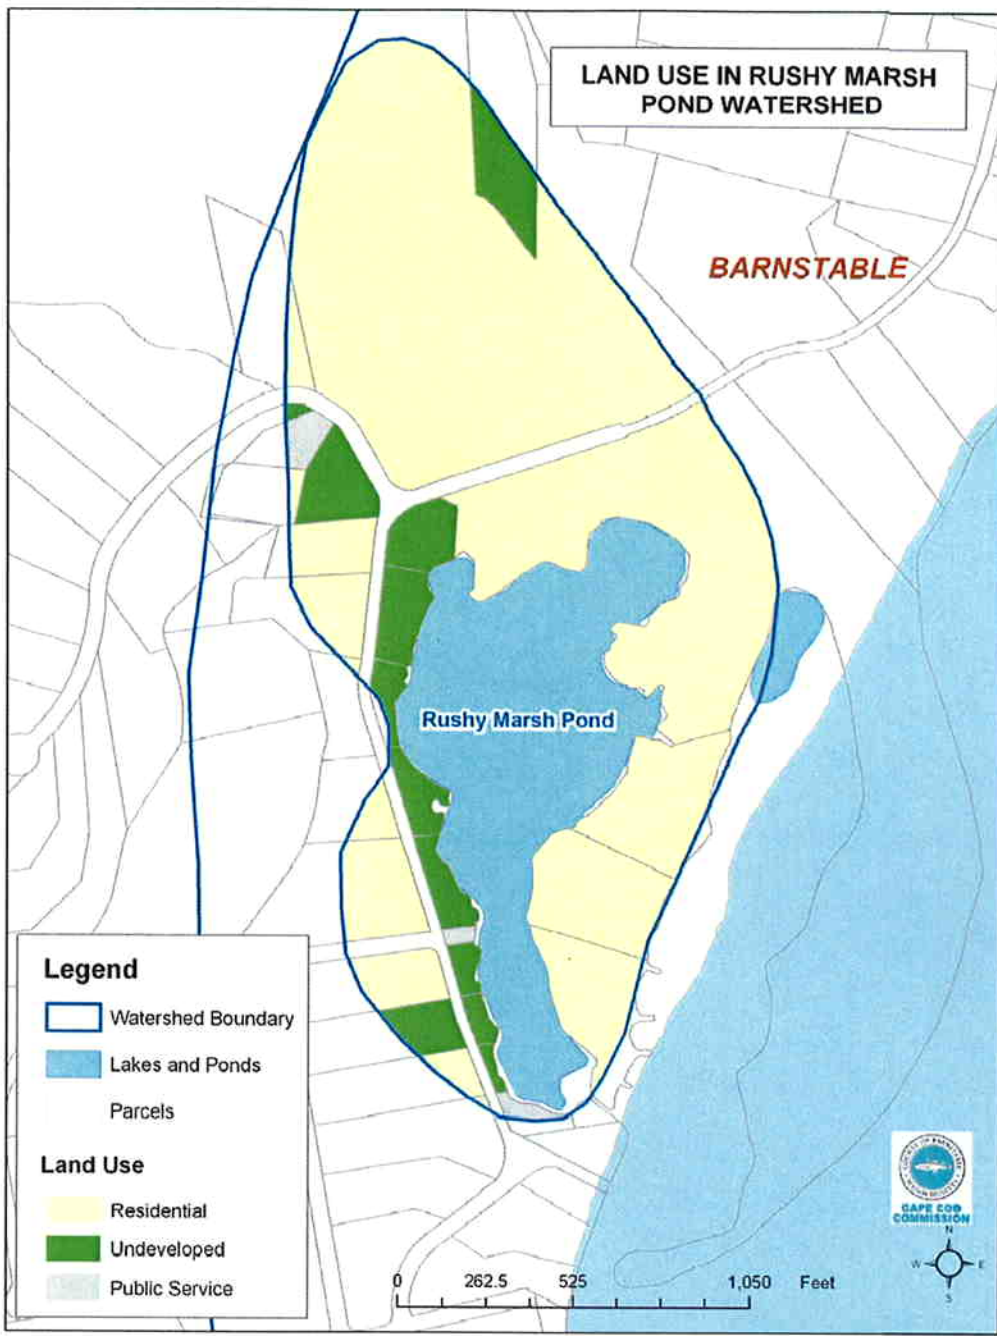 LAND USE IN RUSHY MARSH
POND WATERSHED
BARNSTABLE
Rushy Marsh Pond
Legend
Watershed Boundary
Lakes and Ponds
Parcels
Land Use
Residential
Undeveloped
Public Service
0 262.5 525 1,050 Feet
CAPE COD
COMMISSION
N
W E
S